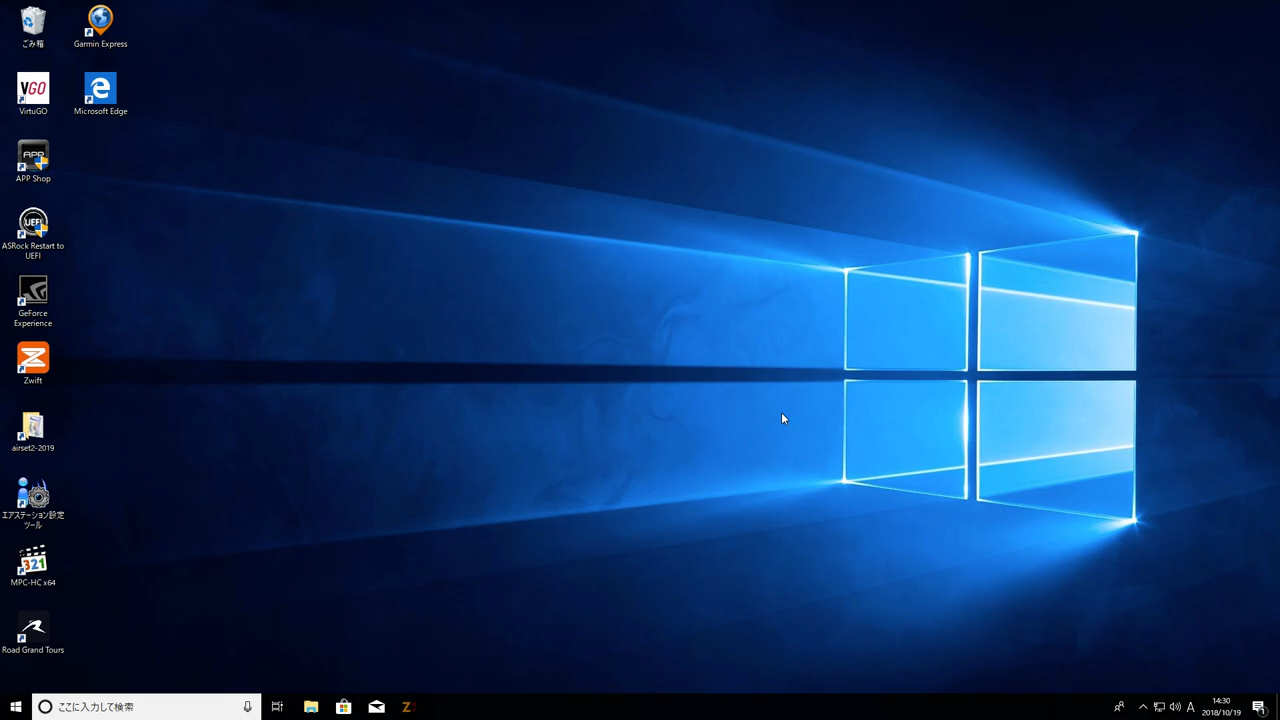 ごみ箱
Garmin Express
VGO
VirtuGO
Microsoft Edge
APP
APP Shop
UEFI
ASRock Restart to
UEFI
GeForce
Experience
Zwift
airset2-2019
エアステーション設定
ツール
321
MPC-HC x64
Road Grand Tours
ここに入力して検索
A
14:30
2018/10/19
1